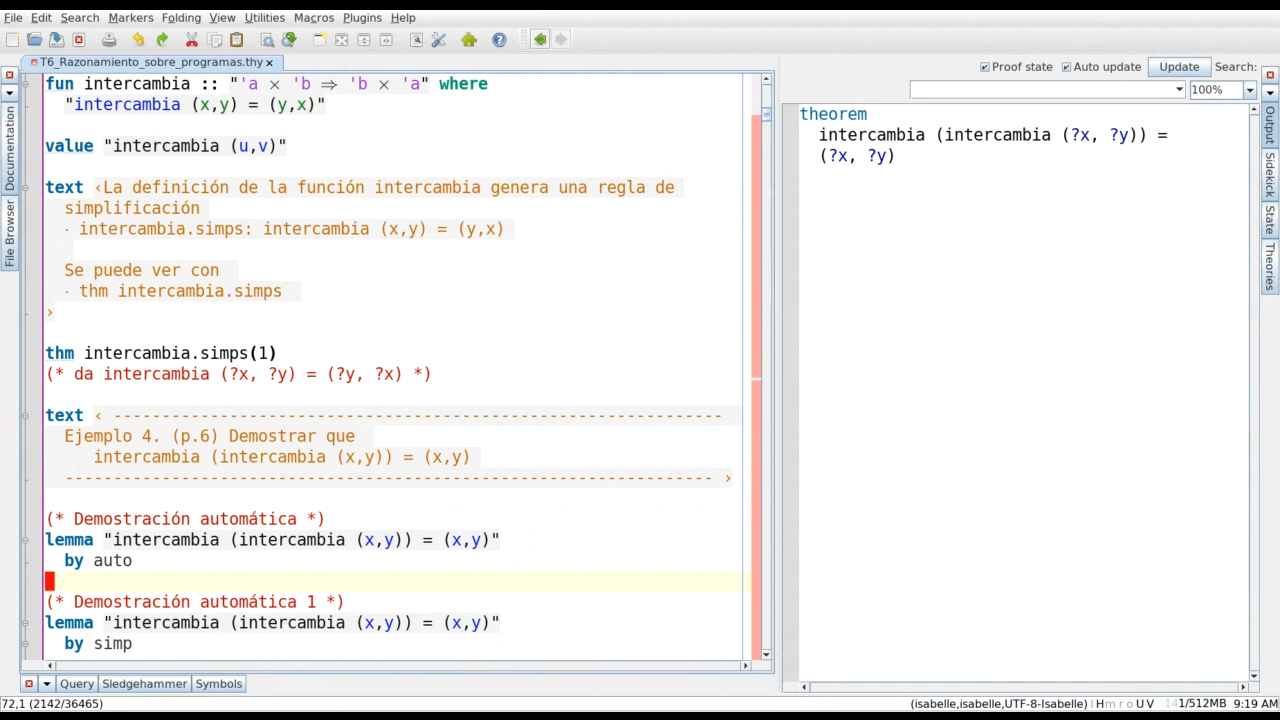 File Edit Search Markers Folding View Utilities Macros Plugins Help
T6_Razonamiento_sobre_programas.thy
fun intercambia :: "'a × 'b ⇒ 'b × 'a" where
"intercambia (x,y) = (y,x)"
value "intercambia (u,v)"
text ‹La definición de la función intercambia genera una regla de
simplificación
· intercambia.simps: intercambia (x,y) = (y,x)
Se puede ver con
· thm intercambia.simps
›
thm intercambia.simps(1)
(* da intercambia (?x, ?y) = (?y, ?x) *)
text ‹ ---------------------------------------------------------------
Ejemplo 4. (p.6) Demostrar que
intercambia (intercambia (x,y)) = (x,y)
------------------------------------------------------------------- ›
(* Demostración automática *)
lemma "intercambia (intercambia (x,y)) = (x,y)"
by auto
(* Demostración automática 1 *)
lemma "intercambia (intercambia (x,y)) = (x,y)"
by simp
Documentation
File Browser
Proof state Auto update Update Search:
100%
theorem
intercambia (intercambia (?x, ?y)) =
(?x, ?y)
Output
Sidekick
State
Theories
Query Sledgehammer Symbols
72,1 (2142/36465)
(isabelle,isabelle,UTF-8-Isabelle) H m r o U V 141/512MB 9:19 AM